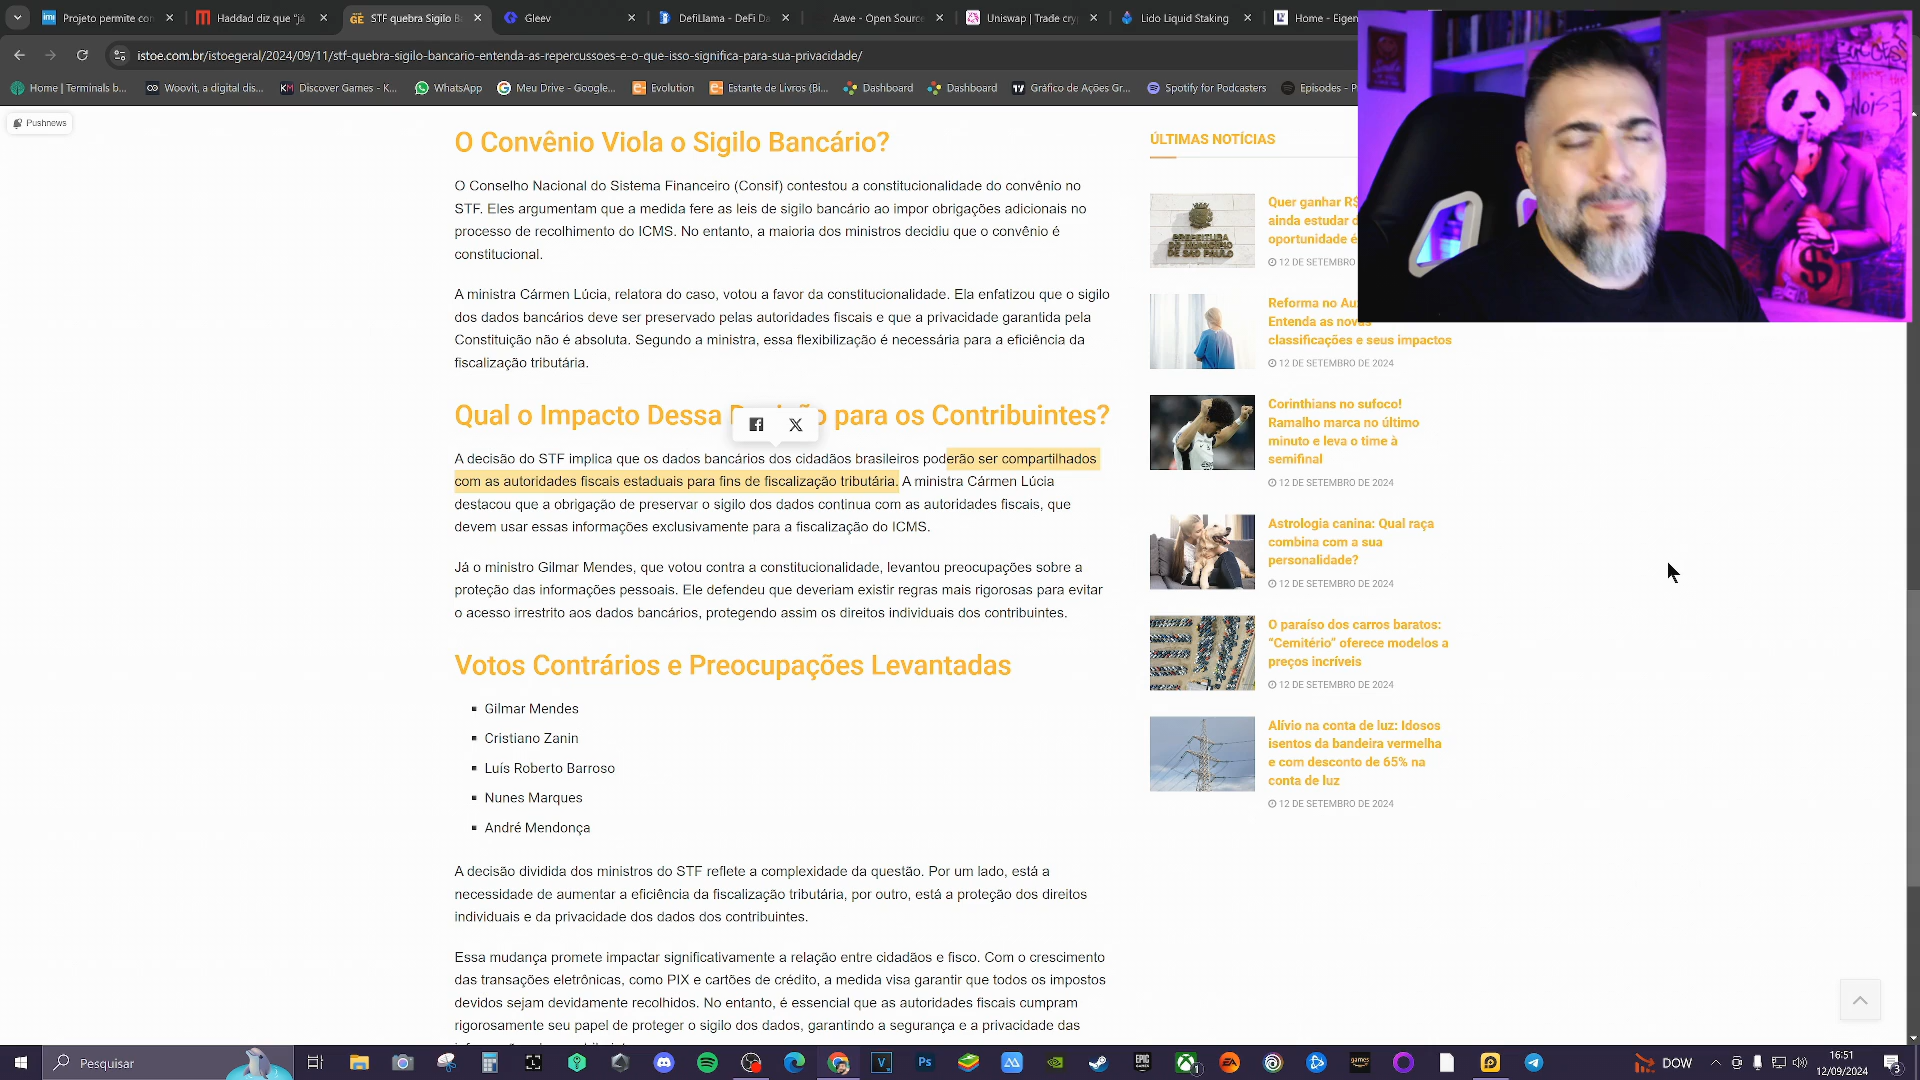 Projeto permite con
Haddad diz que "já
STF quebra Sigilo B
Gleev
DefiLlama - DeFi Da
Aave - Open Source
Uniswap | Trade cry
Lido Liquid Staking
Home - Eigen
istoe.com.br/istoegeral/2024/09/11/stf-quebra-sigilo-bancario-entenda-as-repercussoes-e-o-que-isso-significa-para-sua-privacidade/
Home | Terminals b...
Woovit, a digital dis...
Discover Games - K...
WhatsApp
Meu Drive - Google...
Evolution
Estante de Livros (Bi...
Dashboard
Dashboard
Gráfico de Ações Gr...
Spotify for Podcasters
Episodes - P
Pushnews
O Convênio Viola o Sigilo Bancário?
O Conselho Nacional do Sistema Financeiro (Consif) contestou a constitucionalidade do convênio no
STF. Eles argumentam que a medida fere as leis de sigilo bancário ao impor obrigações adicionais no
processo de recolhimento do ICMS. No entanto, a maioria dos ministros decidiu que o convênio é
constitucional.
A ministra Cármen Lúcia, relatora do caso, votou a favor da constitucionalidade. Ela enfatizou que o sigilo
dos dados bancários deve ser preservado pelas autoridades fiscais e que a privacidade garantida pela
Constituição não é absoluta. Segundo a ministra, essa flexibilização é necessária para a eficiência da
fiscalização tributária.
Qual o Impacto Dessa D o para os Contribuintes?
A decisão do STF implica que os dados bancários dos cidadãos brasileiros poderão ser compartilhados
com as autoridades fiscais estaduais para fins de fiscalização tributária. A ministra Cármen Lúcia
destacou que a obrigação de preservar o sigilo dos dados continua com as autoridades fiscais, que
devem usar essas informações exclusivamente para a fiscalização do ICMS.
Já o ministro Gilmar Mendes, que votou contra a constitucionalidade, levantou preocupações sobre a
proteção das informações pessoais. Ele defendeu que deveriam existir regras mais rigorosas para evitar
o acesso irrestrito aos dados bancários, protegendo assim os direitos individuais dos contribuintes.
Votos Contrários e Preocupações Levantadas
Gilmar Mendes
Cristiano Zanin
Luís Roberto Barroso
Nunes Marques
André Mendonça
A decisão dividida dos ministros do STF reflete a complexidade da questão. Por um lado, está a
necessidade de aumentar a eficiência da fiscalização tributária, por outro, está a proteção dos direitos
individuais e da privacidade dos dados dos contribuintes.
Essa mudança promete impactar significativamente a relação entre cidadãos e fisco. Com o crescimento
das transações eletrônicas, como PIX e cartões de crédito, a medida visa garantir que todos os impostos
devidos sejam devidamente recolhidos. No entanto, é essencial que as autoridades fiscais cumpram
rigorosamente seu papel de proteger o sigilo dos dados, garantindo a segurança e a privacidade das
ÚLTIMAS NOTÍCIAS
PREFEITURA
DO MUNICÍPIO
DE SÃO PAULO
Quer ganhar R$
ainda estudar
oportunidade é
12 DE SETEMBRO
Reforma no Au
Entenda as novas
classificações e seus impactos
12 DE SETEMBRO DE 2024
Corinthians no sufoco!
Ramalho marca no último
minuto e leva o time à
semifinal
12 DE SETEMBRO DE 2024
Astrologia canina: Qual raça
combina com a sua
personalidade?
12 DE SETEMBRO DE 2024
O paraíso dos carros baratos:
“Cemitério” oferece modelos a
preços incríveis
12 DE SETEMBRO DE 2024
Alívio na conta de luz: Idosos
isentos da bandeira vermelha
e com desconto de 65% na
conta de luz
12 DE SETEMBRO DE 2024
Pesquisar
DOW
16:51
12/09/2024